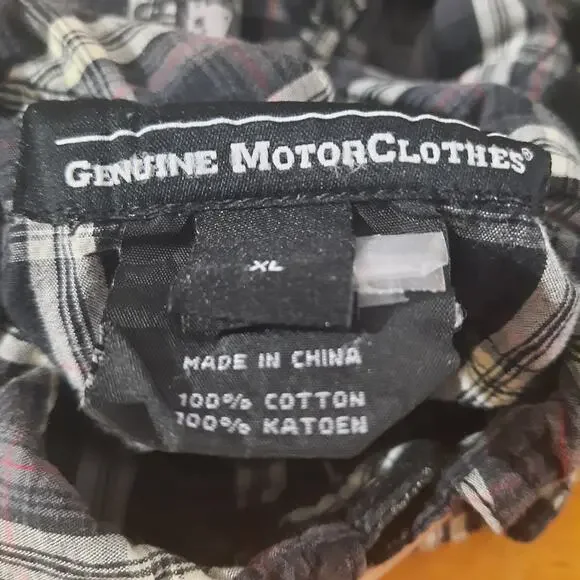 GENUINE MOTORCLOTHES®
XL
MADE IN CHINA
100% COTTON
100% KATOEN